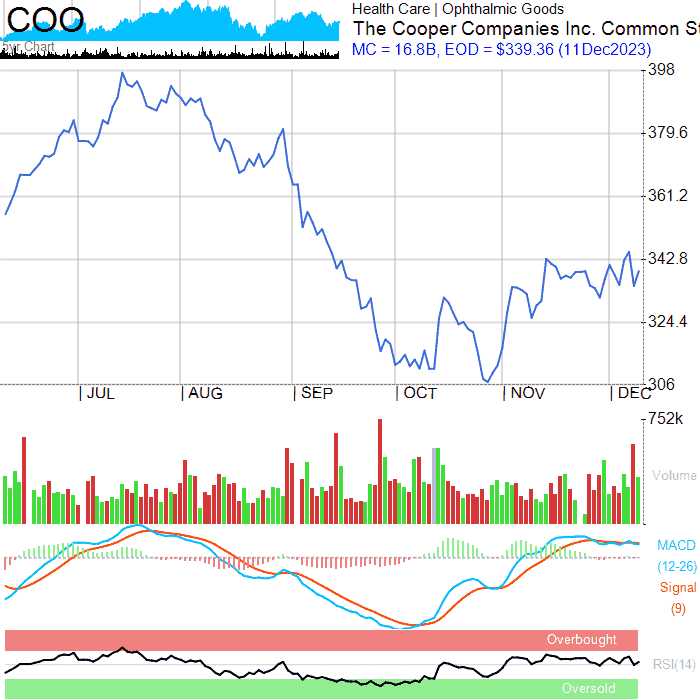 COO
5yr Chart
Health Care | Ophthalmic Goods
The Cooper Companies Inc. Common St
MC = 16.8B, EOD = $339.36 (11Dec2023)
398
379.6
361.2
342.8
324.4
306
| JUL | AUG | SEP | OCT | NOV | DEC
752k
Volume
MACD
(12-26)
Signal
(9)
Overbought
RSI(14)
Oversold